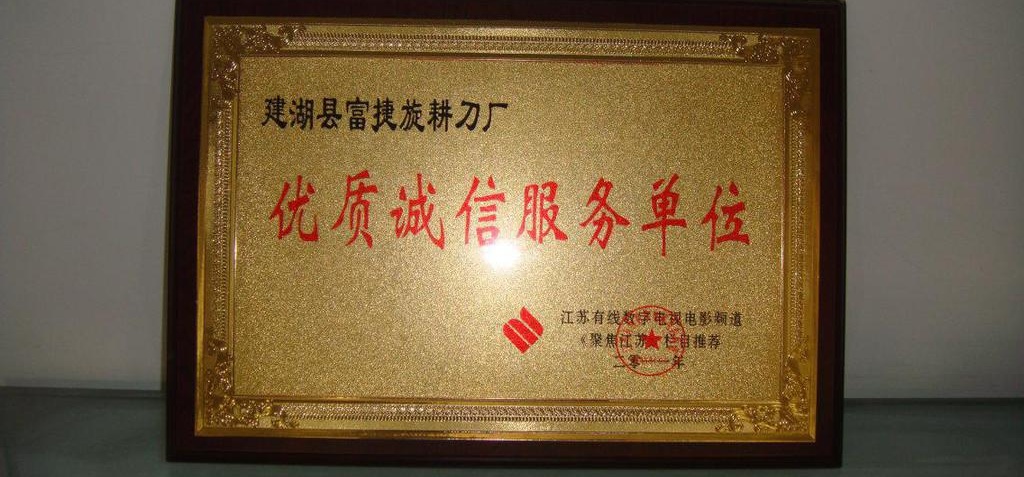 建湖县富捷旋耕刀厂
优质诚信服务单位
江苏有线数字电视电影频道
《聚焦江苏》栏目推荐
二零一一年